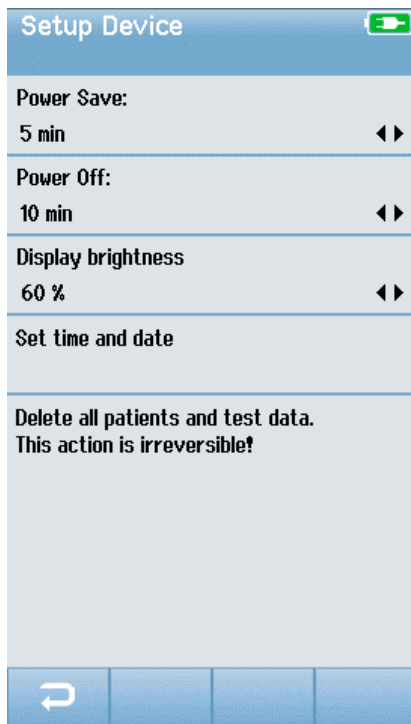 Setup Device
Power Save:
5 min
Power Off:
10 min
Display brightness
60 %
Set time and date
Delete all patients and test data.
This action is irreversible!